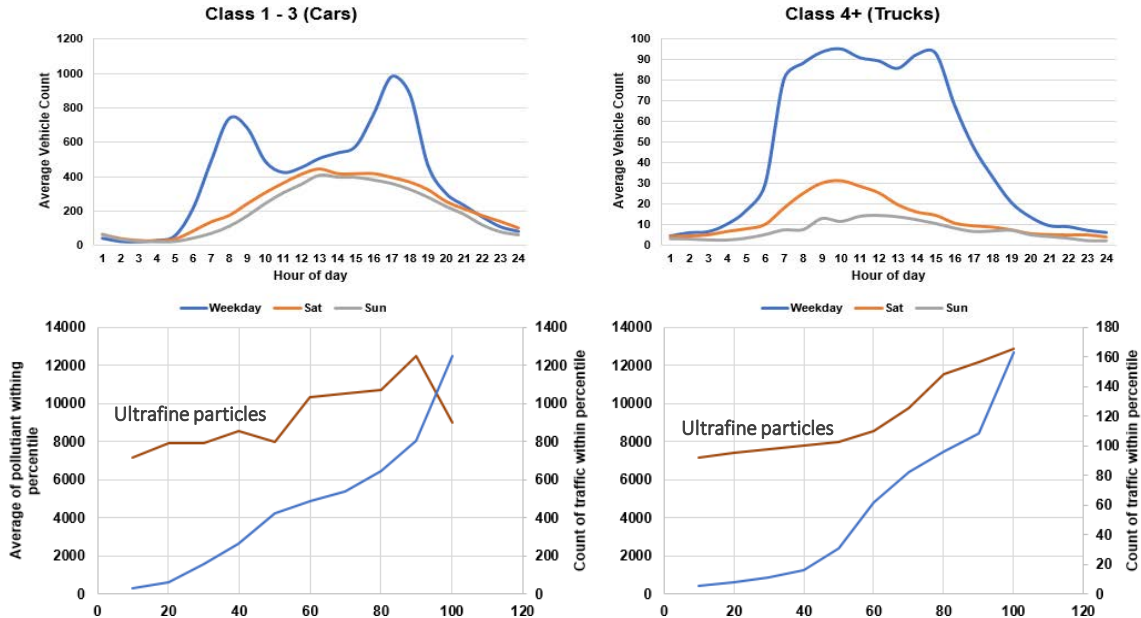 Class 1 - 3 (Cars)
Average Vehicle Count
1200
1000
800
600
400
200
0
1 2 3 4 5 6 7 8 9 10 11 12 13 14 15 16 17 18 19 20 21 22 23 24
Hour of day
Weekday Sat Sun
Class 4+ (Trucks)
Average Vehicle Count
100
90
80
70
60
50
40
30
20
10
0
1 2 3 4 5 6 7 8 9 10 11 12 13 14 15 16 17 18 19 20 21 22 23 24
Hour of day
Weekday Sat Sun
Average of pollutiant withing
percentile
14000
12000
10000
8000
6000
4000
2000
0
Ultrafine particles
1400
1200
1000
800
600
400
200
0
Count of traffic within percentile
0 20 40 60 80 100 120
14000
12000
10000
8000
6000
4000
2000
0
Ultrafine particles
180
160
140
120
100
80
60
40
20
0
Count of traffic within percentile
0 20 40 60 80 100 120